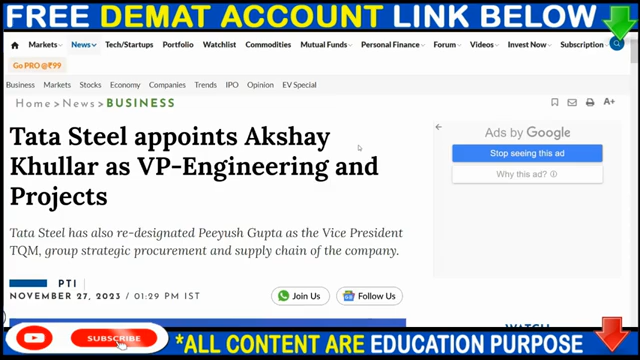 FREE DEMAT ACCOUNT LINK BELOW
Markets News Tech/Startups Portfolio Watchlist Commodities Mutual Funds Personal Finance Forum Videos Invest Now Subscription
Go PRO @₹99
Business Markets Stocks Economy Companies Trends IPO Opinion EV Special
Home > News > BUSINESS
A+
Tata Steel appoints Akshay
Khullar as VP-Engineering and
Projects
Ads by Google
Stop seeing this ad
Why this ad?
Tata Steel has also re-designated Peeyush Gupta as the Vice President
TQM, group strategic procurement and supply chain of the company.
PTI
NOVEMBER 27, 2023 / 01:29 PM IST
Join Us
Follow Us
WATCH
SUBSCRIBE
*ALL CONTENT ARE EDUCATION PURPOSE